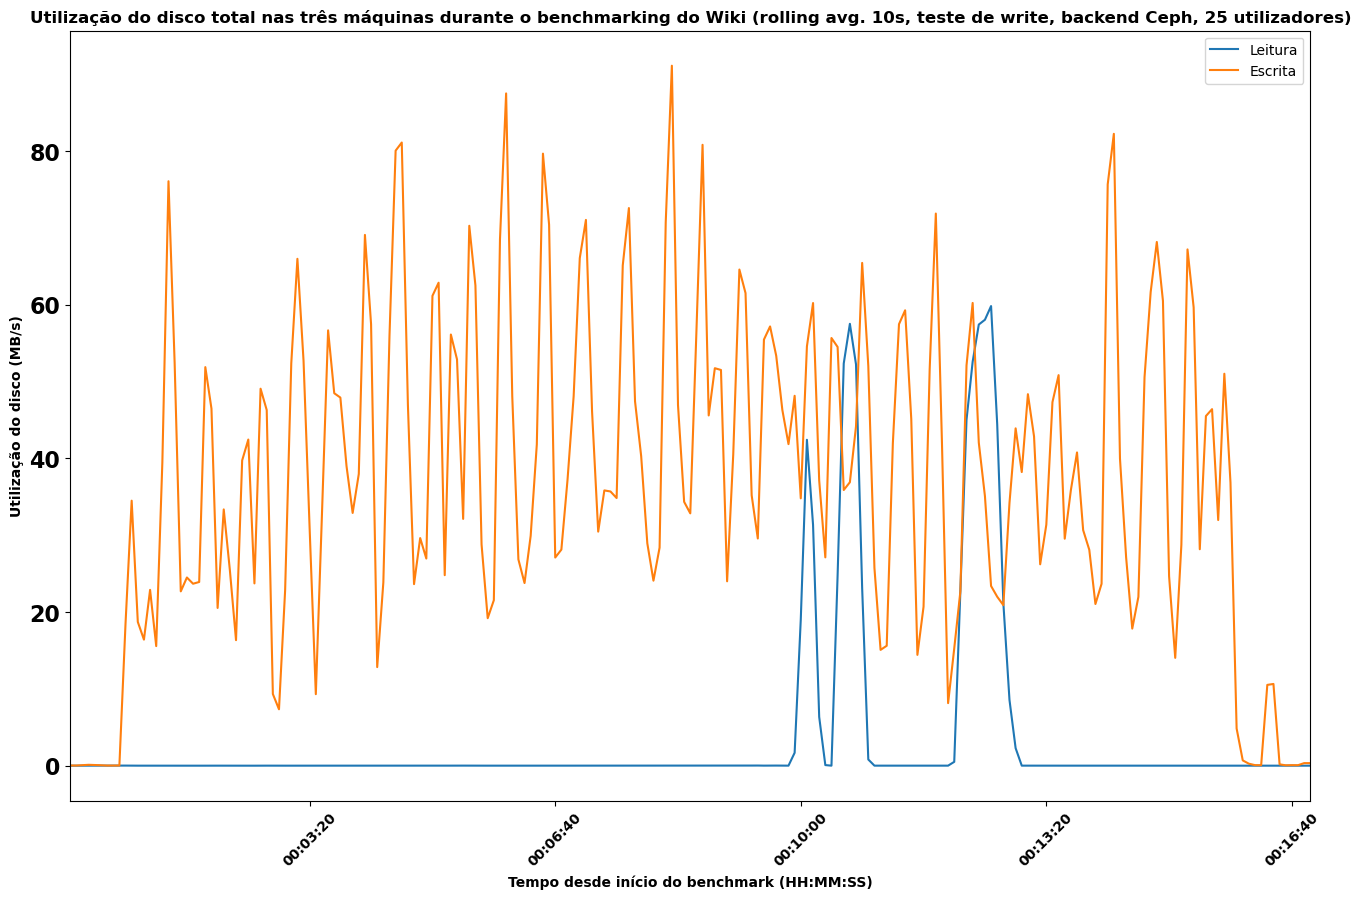 Utilização do disco total nas três máquinas durante o benchmarking do Wiki (rolling avg. 10s, teste de write, backend Ceph, 25 utilizadores)
Leitura
Escrita
Utilização do disco (MB/s)
80
60
40
20
0
00:03:20
00:06:40
00:10:00
00:13:20
00:16:40
Tempo desde início do benchmark (HH:MM:SS)